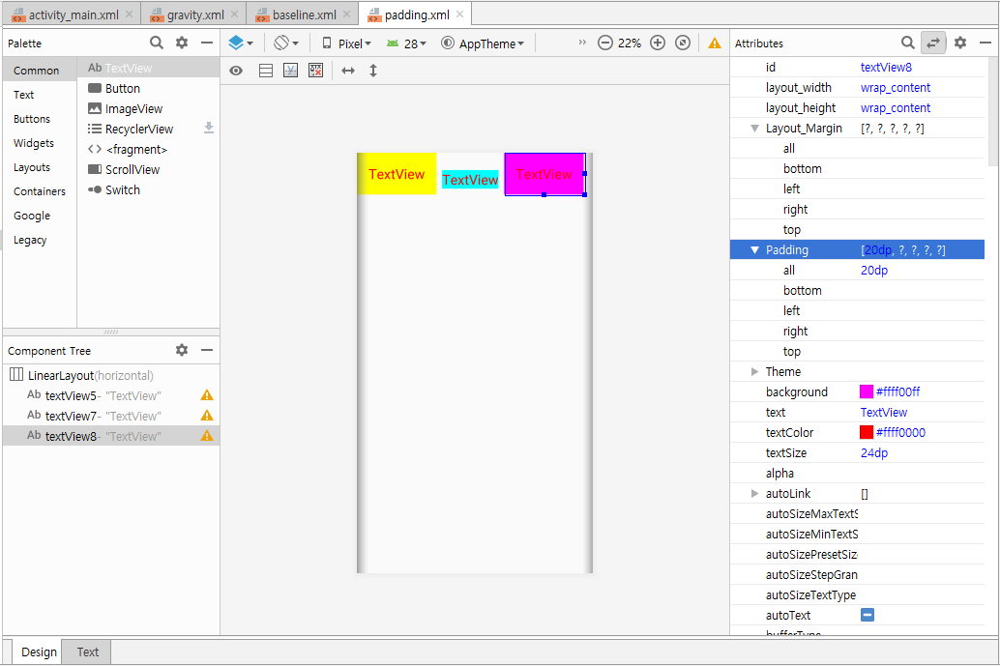 activity_main.xml × gravity.xml × baseline.xml × padding.xml ×
Palette
Pixel 28 AppTheme » 22%
Attributes
Common
Text
Buttons
Widgets
Layouts
Containers
Google
Legacy
Ab TextView
Button
ImageView
RecyclerView
<> <fragment>
ScrollView
Switch
TextView TextView TextView
Component Tree
LinearLayout(horizontal)
Ab textView5- "TextView"
Ab textView7- "TextView"
Ab textView8- "TextView"
id textView8
layout_width wrap_content
layout_height wrap_content
Layout_Margin [?, ?, ?, ?, ?]
all
bottom
left
right
top
Padding [20dp, ?, ?, ?, ?]
all 20dp
bottom
left
right
top
Theme
background #ffff00ff
text TextView
textColor #ffff0000
textSize 24dp
alpha
autoLink []
autoSizeMaxTextS
autoSizeMinTextS
autoSizePresetSize
autoSizeStepGran
autoSizeTextType
autoText
bufferType
Design Text